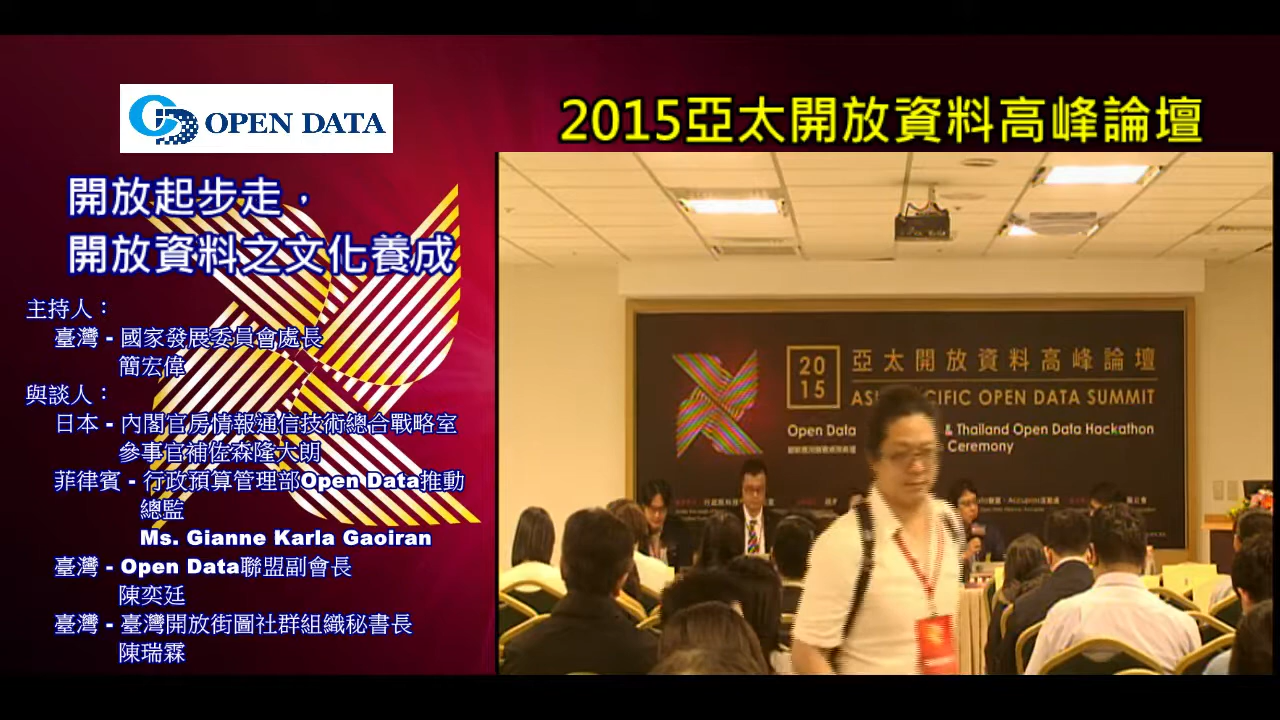 OPEN DATA
2015亞太開放資料高峰論壇
開放起步走，
開放資料之文化養成
主持人：
臺灣 - 國家發展委員會處長
簡宏偉
與談人：
日本 - 內閣官房情報通信技術總合戰略室
參事官補佐森隆大朗
菲律賓 - 行政預算管理部Open Data推動
總監
Ms. Gianne Karla Gaoiran
臺灣 - Open Data聯盟副會長
陳奕廷
臺灣 - 臺灣開放街圖社群組織秘書長
陳瑞霖
20
15
亞太開放資料高峰論壇
OPEN DATA SUMMIT
Open Data & Thailand Open Data Hackathon
Ceremony